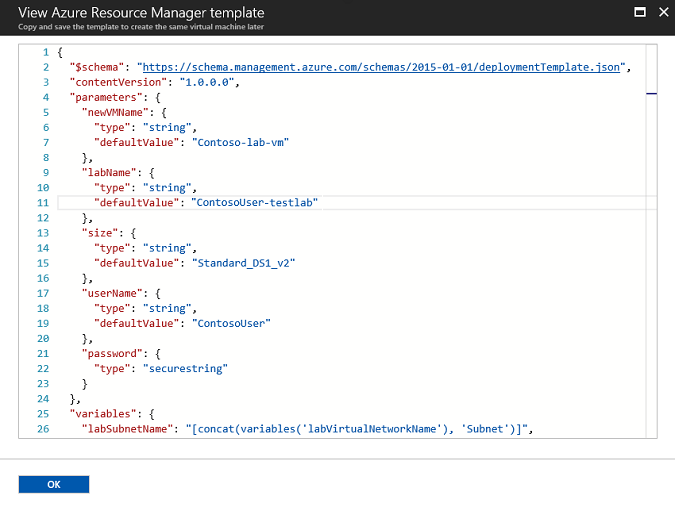 View Azure Resource Manager template
Copy and save the template to create the same virtual machine later
1 {
2 "$schema": "https://schema.management.azure.com/schemas/2015-01-01/deploymentTemplate.json",
3 "contentVersion": "1.0.0.0",
4 "parameters": {
5 "newVMName": {
6 "type": "string",
7 "defaultValue": "Contoso-lab-vm"
8 },
9 "labName": {
10 "type": "string",
11 "defaultValue": "ContosoUser-testlab"
12 },
13 "size": {
14 "type": "string",
15 "defaultValue": "Standard_DS1_v2"
16 },
17 "userName": {
18 "type": "string",
19 "defaultValue": "ContosoUser"
20 },
21 "password": {
22 "type": "securestring"
23 }
24 },
25 "variables": {
26 "labSubnetName": "[concat(variables('labVirtualNetworkName'), 'Subnet')]",
OK